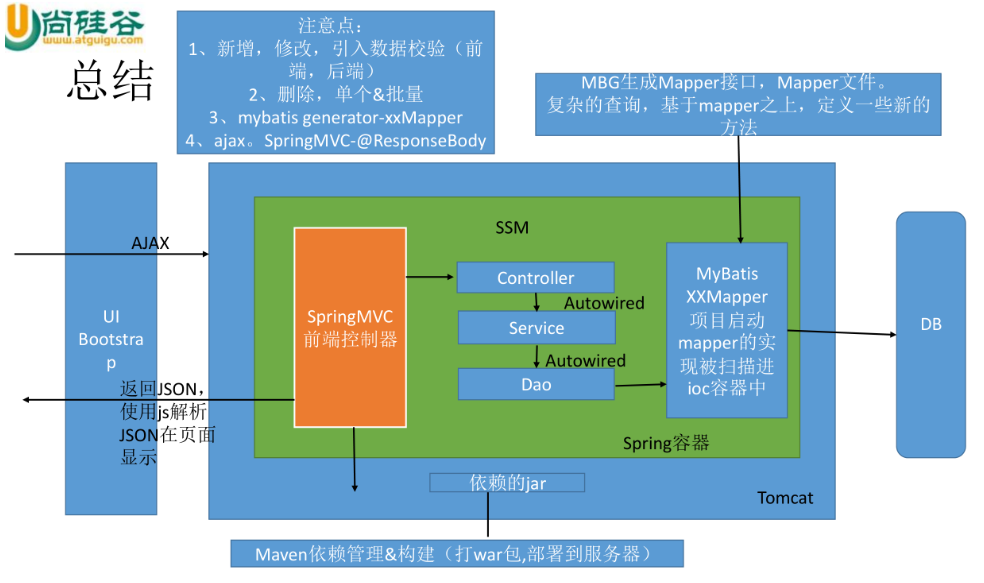 尚硅谷
www.atguigu.com
总结
注意点：
1、新增，修改，引入数据校验（前
端，后端）
2、删除，单个&批量
3、mybatis generator-xxMapper
4、ajax。SpringMVC-@ResponseBody
MBG生成Mapper接口，Mapper文件。
复杂的查询，基于mapper之上，定义一些新的
方法
AJAX
UI
Bootstra
p
返回JSON，
使用js解析
JSON在页面
显示
SSM
SpringMVC
前端控制器
Controller
Autowired
Service
Autowired
Dao
MyBatis
XXMapper
项目启动
mapper的实
现被扫描进
ioc容器中
DB
Spring容器
依赖的jar
Tomcat
Maven依赖管理&构建（打war包,部署到服务器）